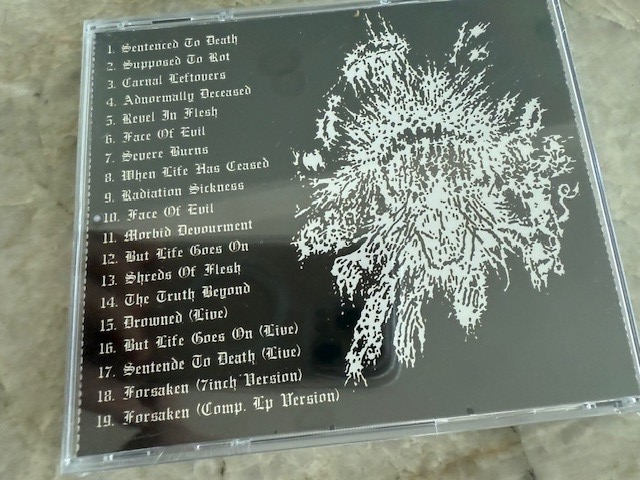 1. Sentenced To Death
2. Supposed To Rot
3. Carnal Leftovers
4. Adnormally Deceased
5. Revel In Flesh
6. Face Of Evil
7. Severe Burns
8. When Life Has Ceased
9. Radiation Sickness
10. Face Of Evil
11. Morbid Devourment
12. But Life Goes On
13. Shreds Of Flesh
14. The Truth Beyond
15. Drowned (Live)
16. But Life Goes On (Live)
17. Sentende To Death (Live)
18. Forsaken (7inch Version)
19. Forsaken (Comp. Lp Version)